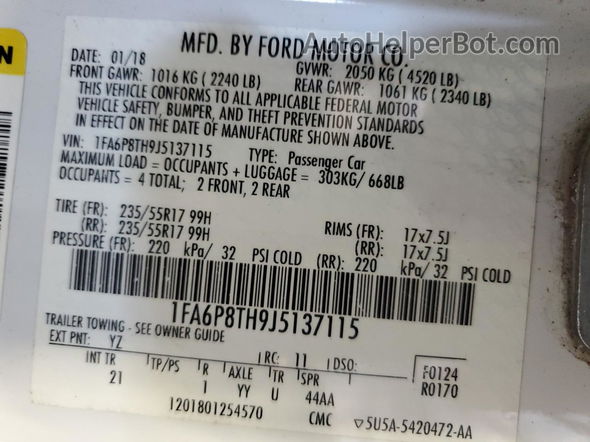 AutoHelperBot.com
MFD. BY FORD MOTOR CO.
DATE: 01/18 GVWR: 2050 KG ( 4520 LB)
FRONT GAWR: 1016 KG ( 2240 LB) REAR GAWR: 1061 KG ( 2340 LB)
THIS VEHICLE CONFORMS TO ALL APPLICABLE FEDERAL MOTOR
VEHICLE SAFETY, BUMPER, AND THEFT PREVENTION STANDARDS
IN EFFECT ON THE DATE OF MANUFACTURE SHOWN ABOVE.
VIN: 1FA6P8TH9J5137115 TYPE: Passenger Car
MAXIMUM LOAD = OCCUPANTS + LUGGAGE = 303KG/ 668LB
OCCUPANTS = 4 TOTAL; 2 FRONT, 2 REAR
TIRE (FR): 235/55R17 99H RIMS (FR): 17x7.5J
(RR): 235/55R17 99H (RR): 17x7.5J
PRESSURE (FR): 220 kPa/ 32 PSI COLD (RR): 220 kPa/ 32 PSI COLD
1FA6P8TH9J5137115
TRAILER TOWING - SEE OWNER GUIDE
EXT PNT: YZ RC: 11 DSO: F0124
INT TR TP/PS R AXLE TR SPR R0170
21 1 YY U 44AA
1201801254570 CMC ▽5U5A-5420472-AA